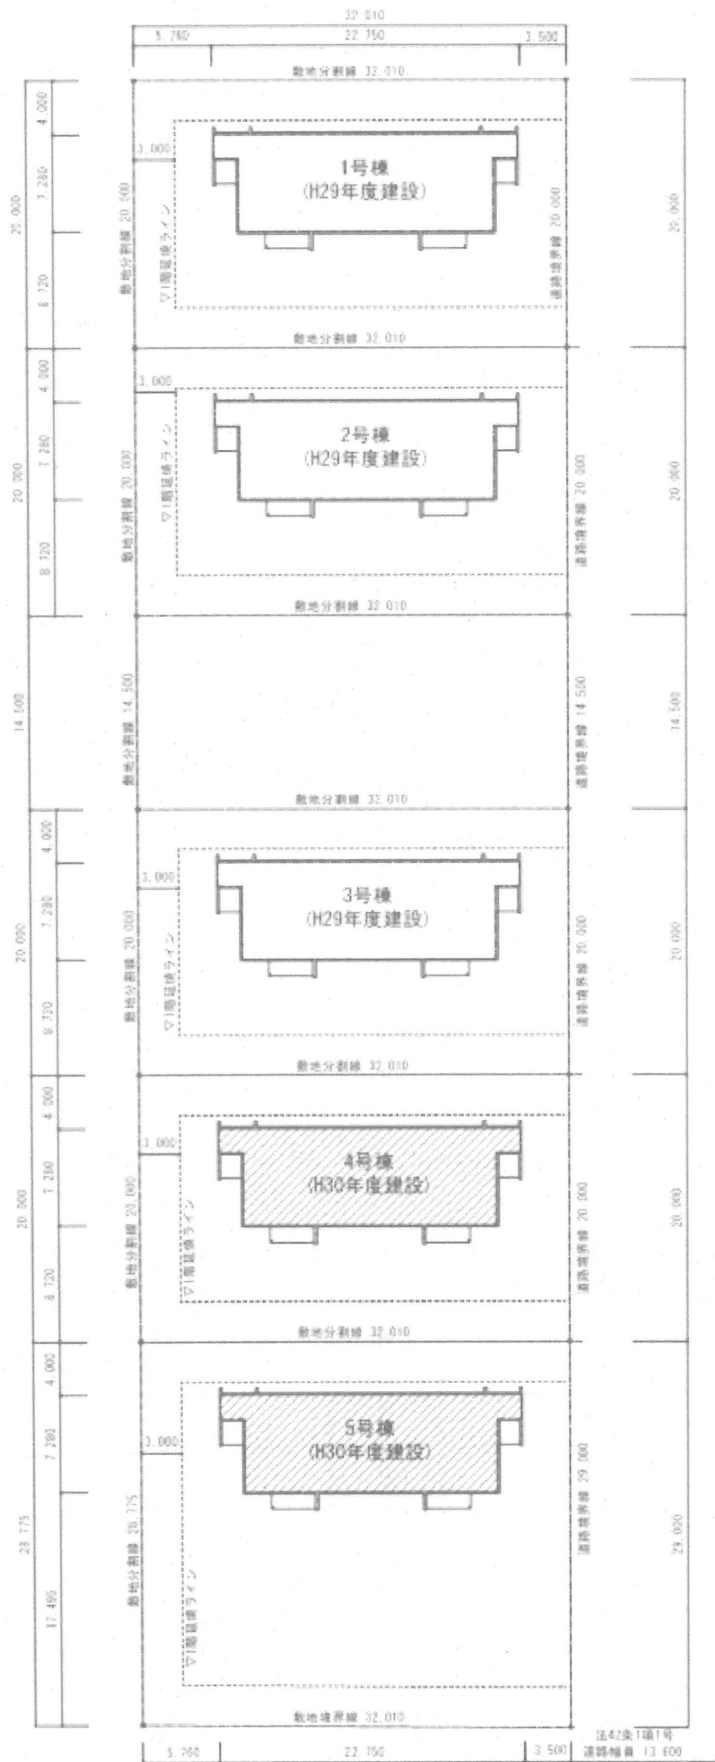 32.010
5.760 22.750 3.500
敷地分割線 32.010
4.000
7.280
8.720
20.000
3.000
敷地分割線 20.000
▽1階延焼ライン
1号棟
(H29年度建設)
道路境界線 20.000
20.000
敷地分割線 32.010
4.000
7.280
8.720
20.000
3.000
敷地分割線 20.000
▽1階延焼ライン
2号棟
(H29年度建設)
道路境界線 20.000
20.000
敷地分割線 32.010
14.500
敷地分割線 14.500
道路境界線 14.500
14.500
敷地分割線 32.010
4.000
7.280
8.720
20.000
3.000
敷地分割線 20.000
▽1階延焼ライン
3号棟
(H29年度建設)
道路境界線 20.000
20.000
敷地分割線 32.010
4.000
7.280
8.720
20.000
3.000
敷地分割線 20.000
▽1階延焼ライン
4号棟
(H30年度建設)
道路境界線 20.000
20.000
敷地分割線 32.010
4.000
7.280
17.495
28.775
3.000
敷地分割線 28.775
▽1階延焼ライン
5号棟
(H30年度建設)
道路境界線 29.000
29.000
敷地境界線 32.010
5.760 22.750 3.500
法42条1項1号
道路幅員 13.600